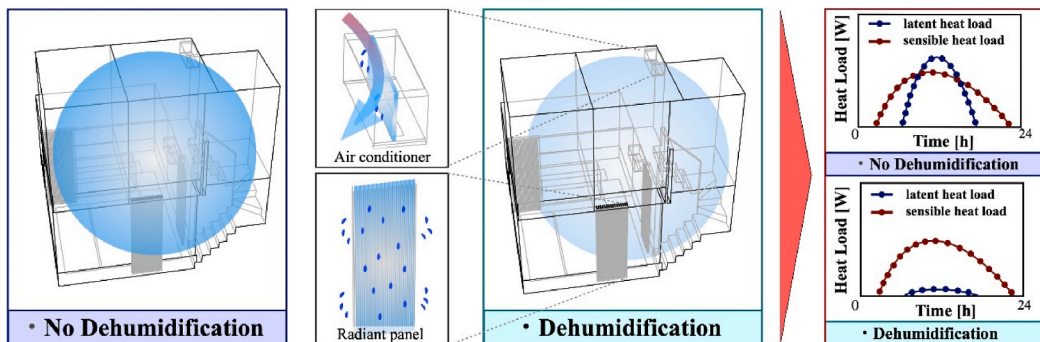 • No Dehumidification
Air conditioner
Radiant panel
• Dehumidification
Heat Load [W]
latent heat load
sensible heat load
0
24
Time [h]
• No Dehumidification
Heat Load [W]
latent heat load
sensible heat load
0
24
Time [h]
• Dehumidification